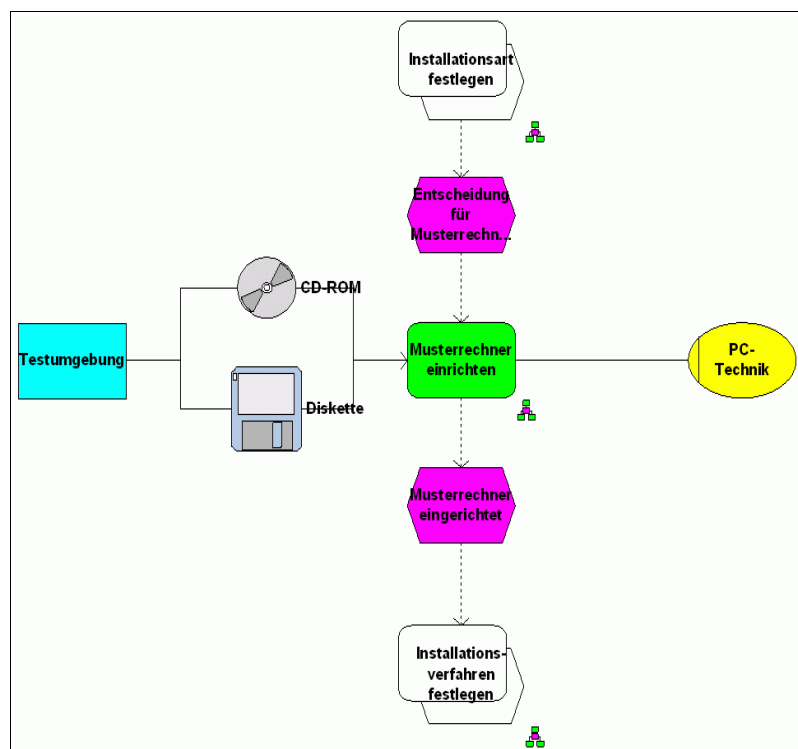 Installationsart
festlegen
Entscheidung
für
Musterrechn...
CD-ROM
Testumgebung
Musterrechner
einrichten
PC-
Technik
Diskette
Musterrechner
eingerichtet
Installations-
verfahren
festlegen